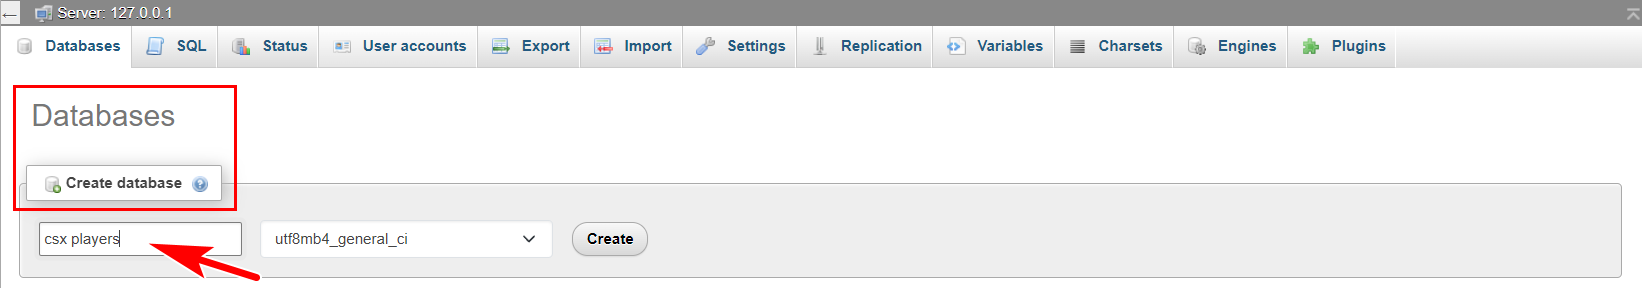 Server: 127.0.0.1
Databases SQL Status User accounts Export Import Settings Replication Variables Charsets Engines Plugins
Databases
Create database
csx players utf8mb4_general_ci Create